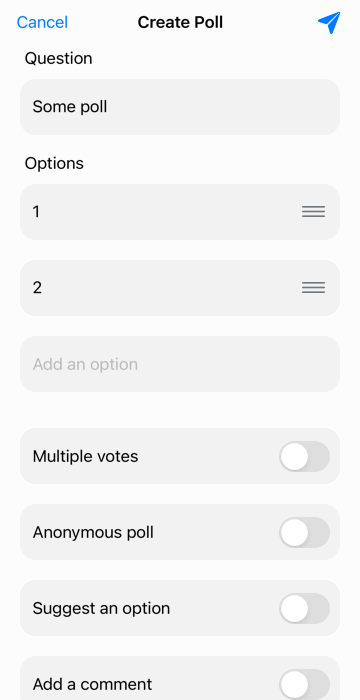 Cancel
Create Poll
Question
Some poll
Options
1
2
Add an option
Multiple votes
Anonymous poll
Suggest an option
Add a comment